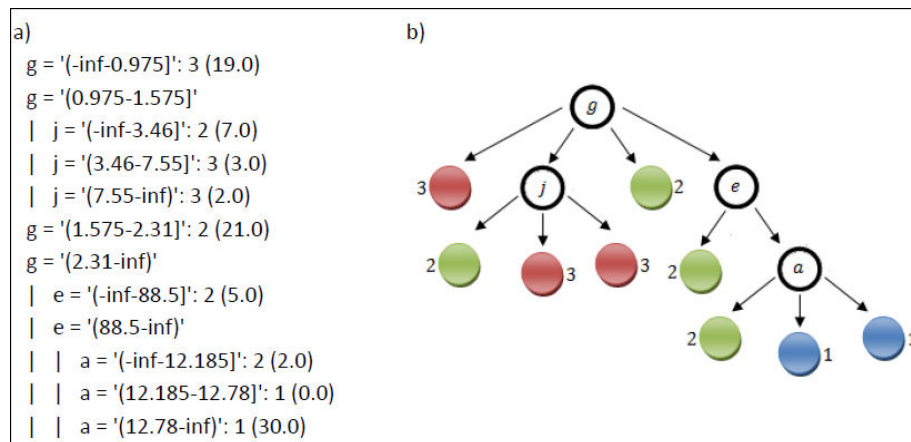 a)
g = '(-inf-0.975]': 3 (19.0)
g = '(0.975-1.575]'
| j = '(-inf-3.46]': 2 (7.0)
| j = '(3.46-7.55]': 3 (3.0)
| j = '(7.55-inf)': 3 (2.0)
g = '(1.575-2.31]': 2 (21.0)
g = '(2.31-inf)'
| e = '(-inf-88.5]': 2 (5.0)
| e = '(88.5-inf)'
| | a = '(-inf-12.185]': 2 (2.0)
| | a = '(12.185-12.78]': 1 (0.0)
| | a = '(12.78-inf)': 1 (30.0)
b)
g
3 j 2 e
2 3 3 2 a
2 1 1